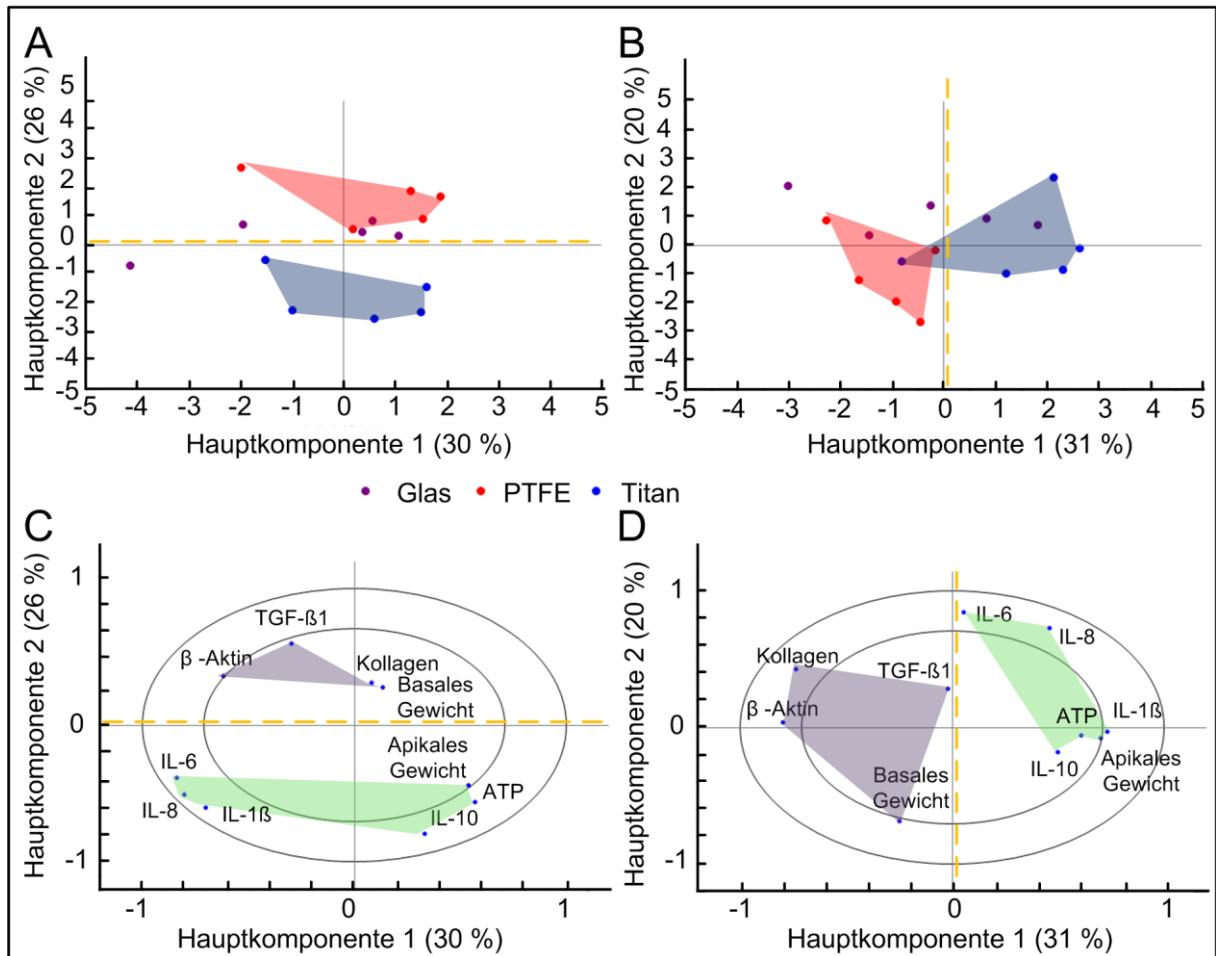 A
Hauptkomponente 2 (26 %)
5
4
3
2
1
0
-1
-2
-3
-4
-5
-5 -4 -3 -2 -1 0 1 2 3 4 5
Hauptkomponente 1 (30 %)
B
Hauptkomponente 2 (20 %)
5
4
3
2
1
0
-1
-2
-3
-4
-5
-5 -4 -3 -2 -1 0 1 2 3 4 5
Hauptkomponente 1 (31 %)
Glas PTFE Titan
C
Hauptkomponente 2 (26 %)
1
0
-1
TGF-ß1
β -Aktin
Kollagen
Basales
Gewicht
Apikales
Gewicht
IL-6
ATP
IL-8
IL-1ß
IL-10
-1 0 1
Hauptkomponente 1 (30 %)
D
Hauptkomponente 2 (20 %)
1
0
-1
IL-6
IL-8
Kollagen
TGF-ß1
β -Aktin
ATP
IL-1ß
IL-10
Apikales
Gewicht
Basales
Gewicht
-1 0 1
Hauptkomponente 1 (31 %)